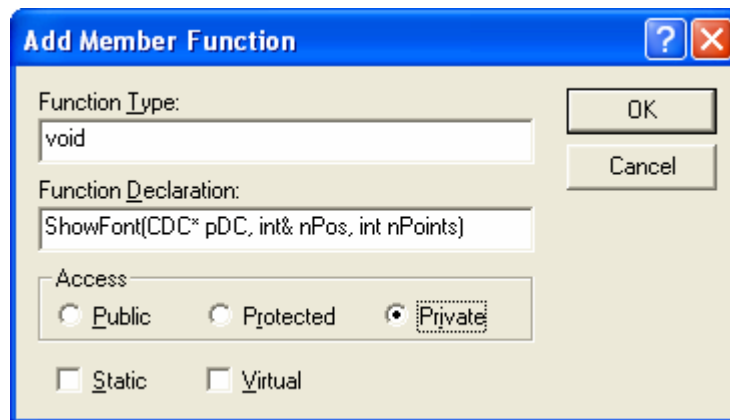 Add Member Function
Function Type:
OK
void
Cancel
Function Declaration:
ShowFont(CDC* pDC, int& nPos, int nPoints)
Access
Public Protected Private
Static Virtual